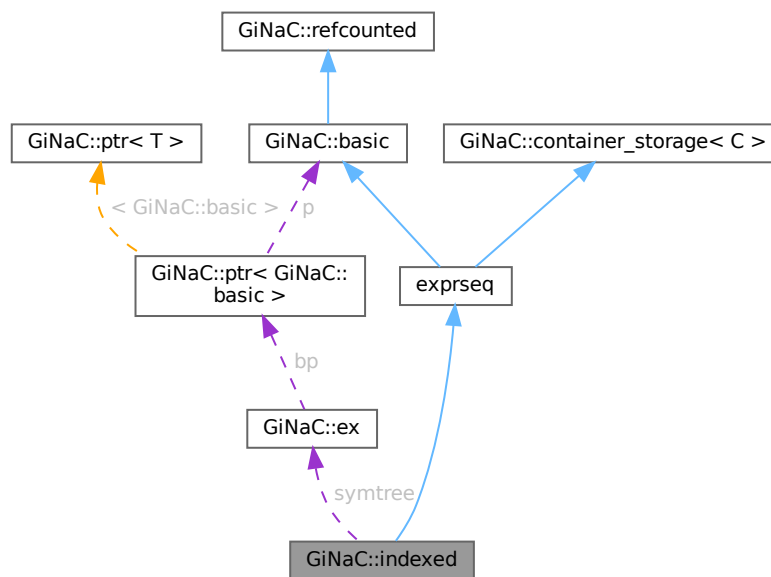 GiNaC::refcounted
GiNaC::ptr< T >
GiNaC::basic
GiNaC::container_storage< C >
< GiNaC::basic >
p
GiNaC::ptr< GiNaC::
basic >
exprseq
bp
GiNaC::ex
symtree
GiNaC::indexed